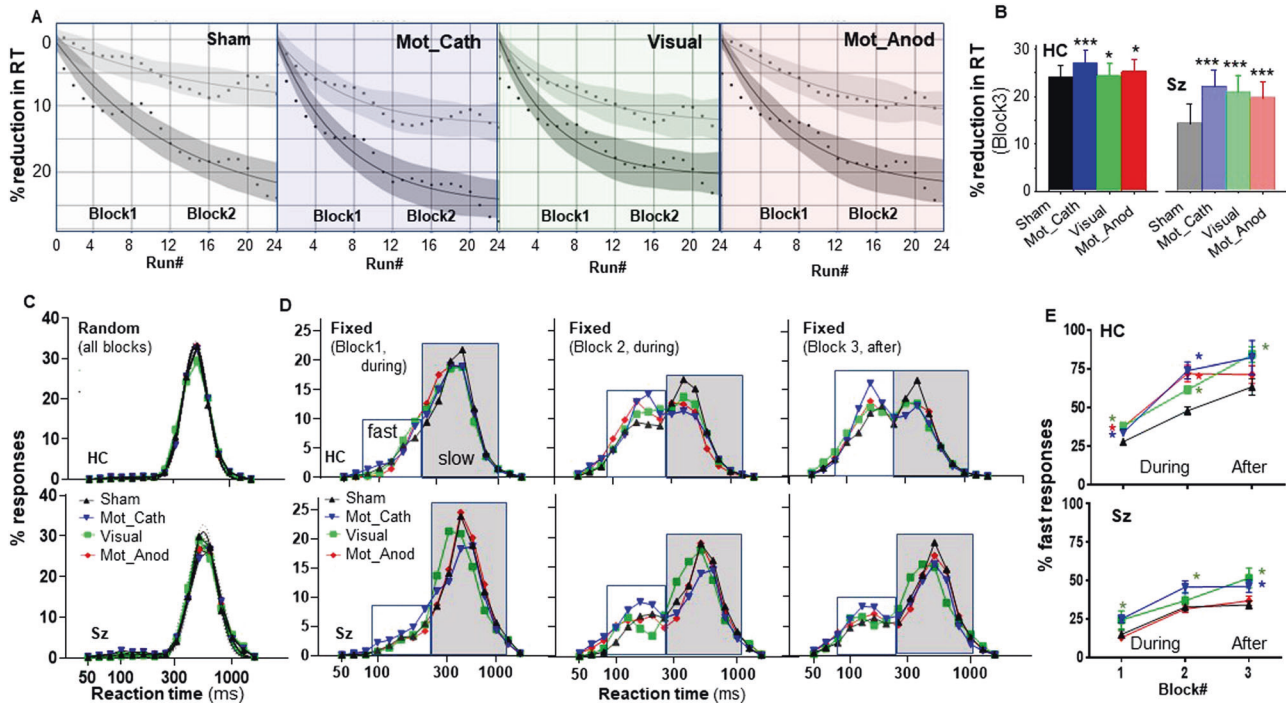 A
Sham
Mot_Cath
Visual
Mot_Anod
% reduction in RT
0
10
20
Block1
Block2
Block1
Block2
Block1
Block2
Block1
Block2
0 4 8 12 16 20 24
4 8 12 16 20 24
4 8 12 16 20 24
4 8 12 16 20 24
Run#
Run#
Run#
Run#
B
% reduction in RT
(Block3)
30
20
10
0
HC
***
*
*
Sz
***
***
***
Sham
Mot_Cath
Visual
Mot_Anod
Sham
Mot_Cath
Visual
Mot_Anod
C
% responses
40
30
20
10
0
Random
(all blocks)
HC
40
30
20
10
0
Sham
Mot_Cath
Visual
Mot_Anod
Sz
50 100 300 1000
Reaction time (ms)
D
25
20
15
10
5
0
Fixed
(Block1,
during)
fast
slow
HC
Fixed
(Block 2, during)
Fixed
(Block 3, after)
25
20
15
10
5
0
Sham
Mot_Cath
Visual
Mot_Anod
Sz
50 100 300 1000
50 100 300 1000
50 100 300 1000
Reaction time (ms)
Reaction time (ms)
E
% fast responses
100
75
50
25
0
HC
*
*
*
*
*
*
*
During
After
100
75
50
25
0
Sz
*
*
*
*
During
After
1 2 3
Block#